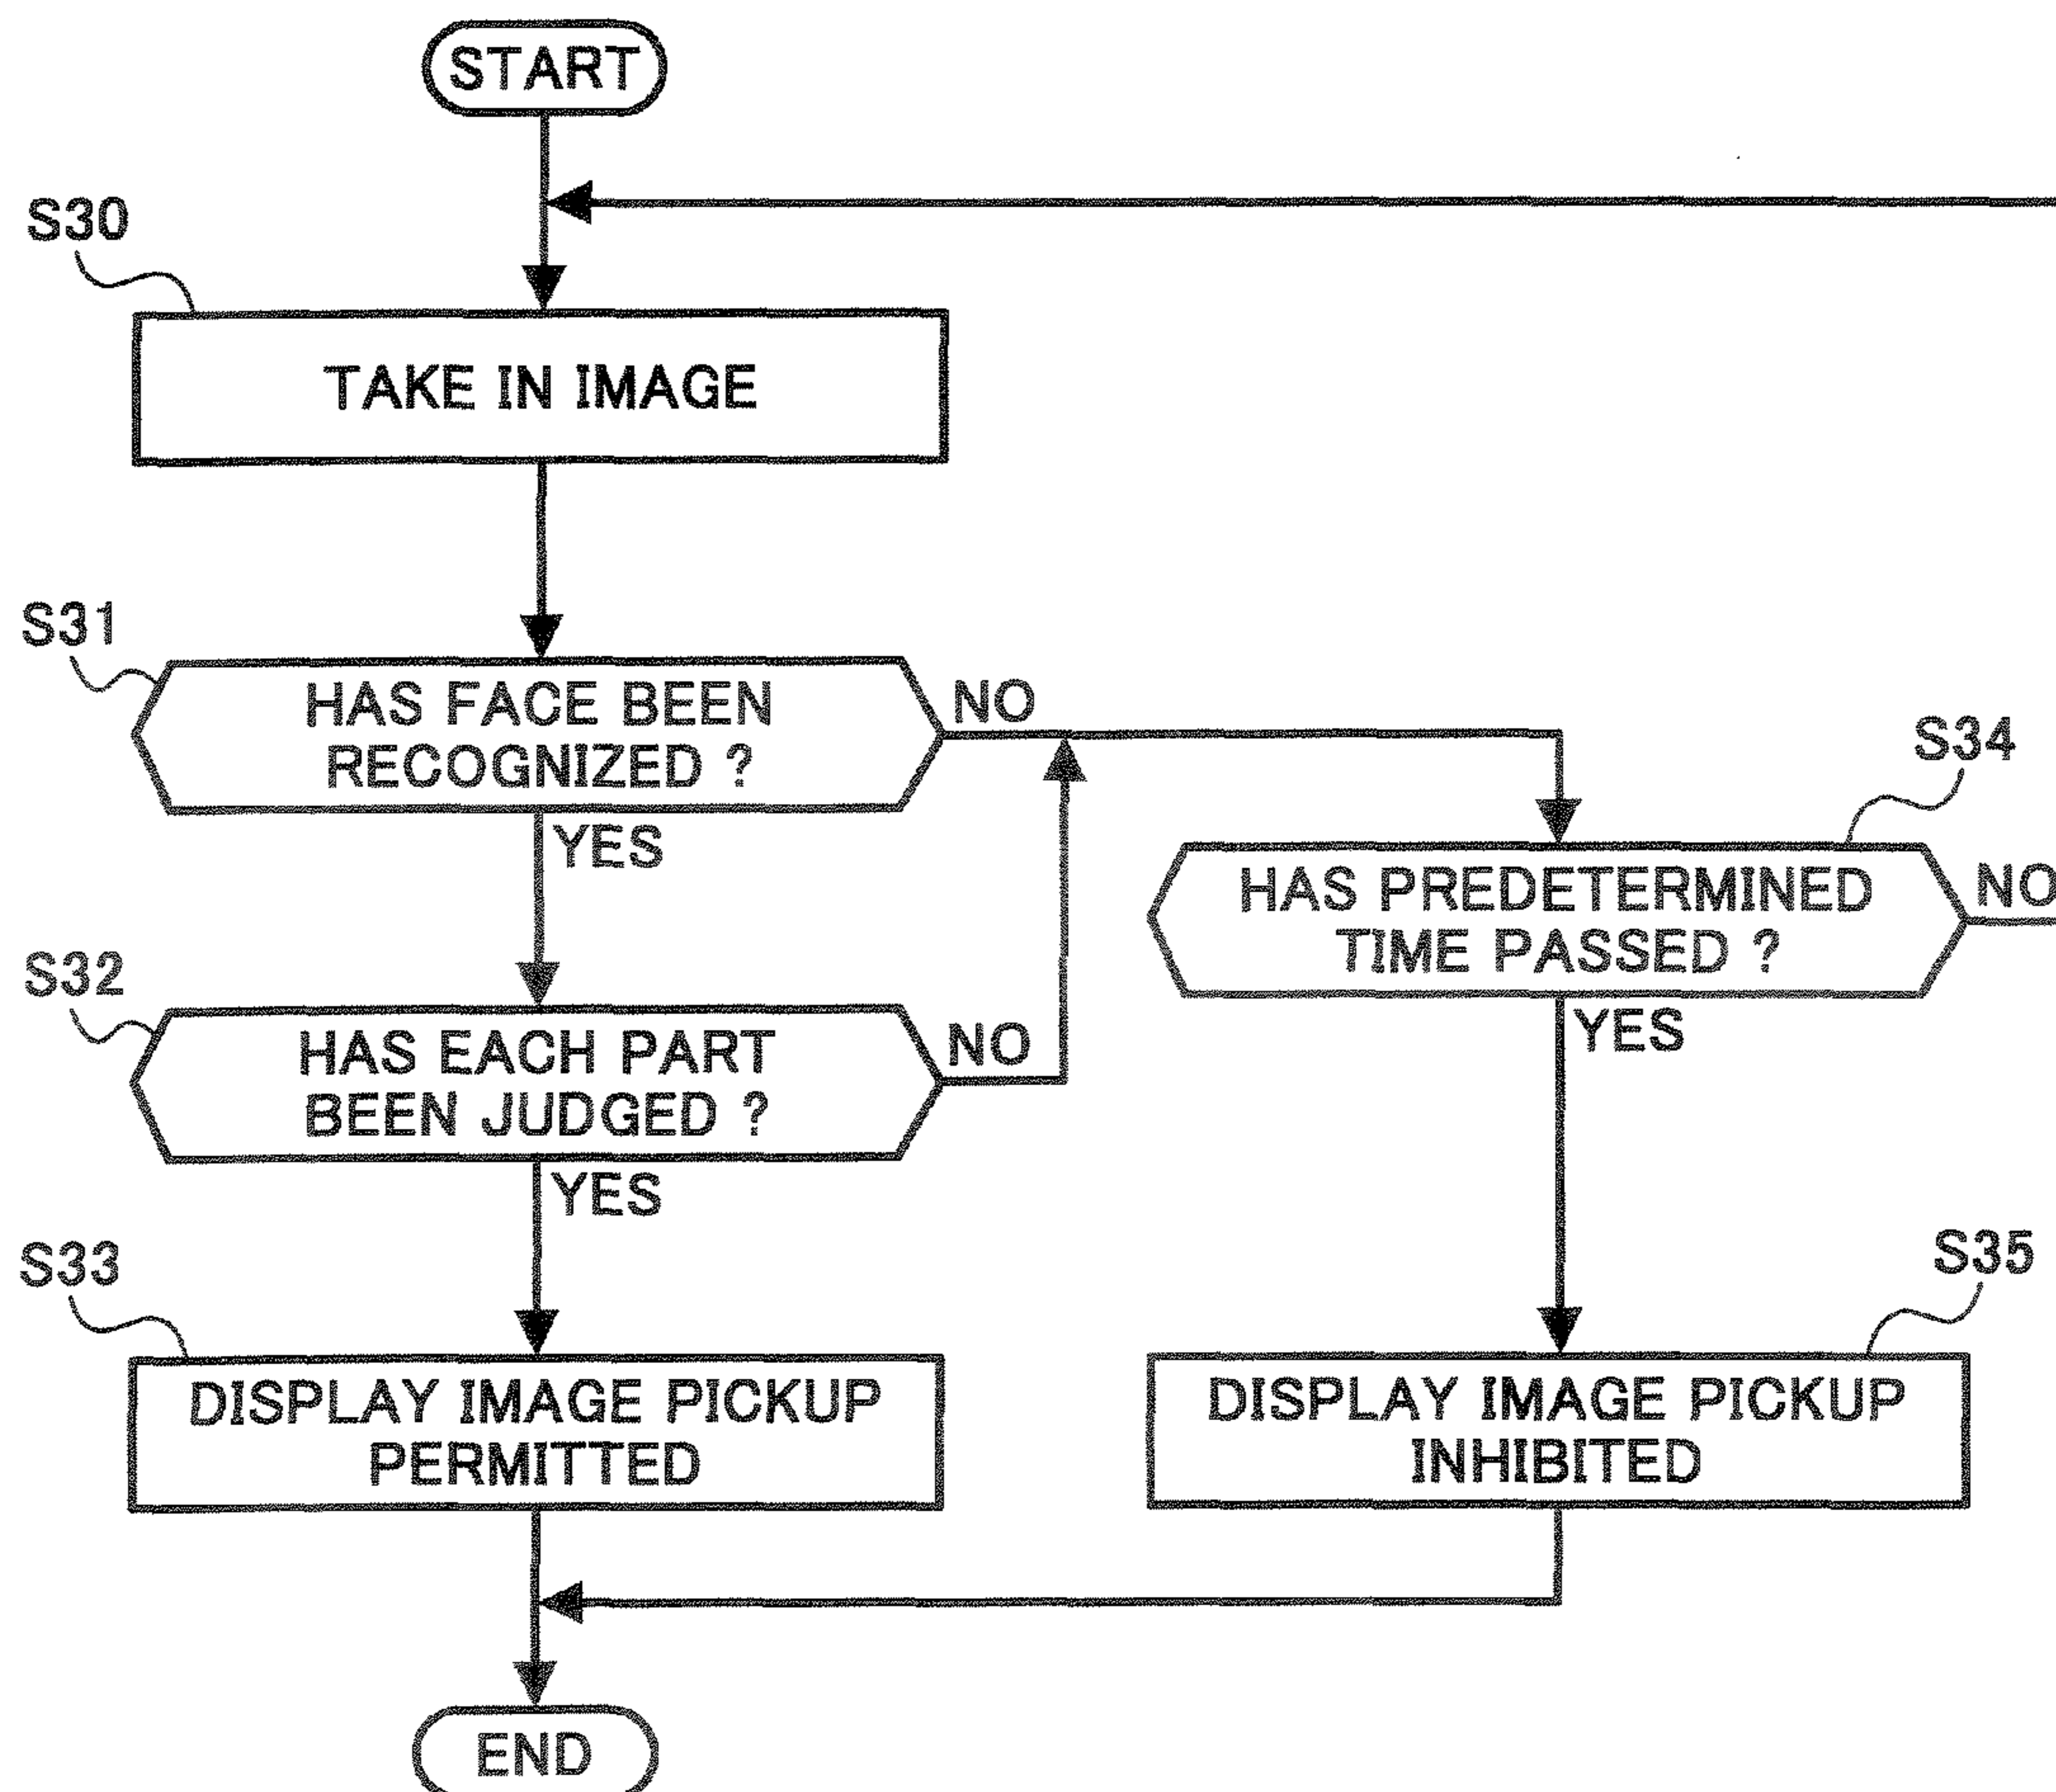 START
S30
TAKE IN IMAGE
S31
HAS FACE BEEN
RECOGNIZED ?
NO
YES
S32
HAS EACH PART
BEEN JUDGED ?
NO
YES
S33
DISPLAY IMAGE PICKUP
PERMITTED
S34
HAS PREDETERMINED
TIME PASSED ?
NO
YES
S35
DISPLAY IMAGE PICKUP
INHIBITED
END